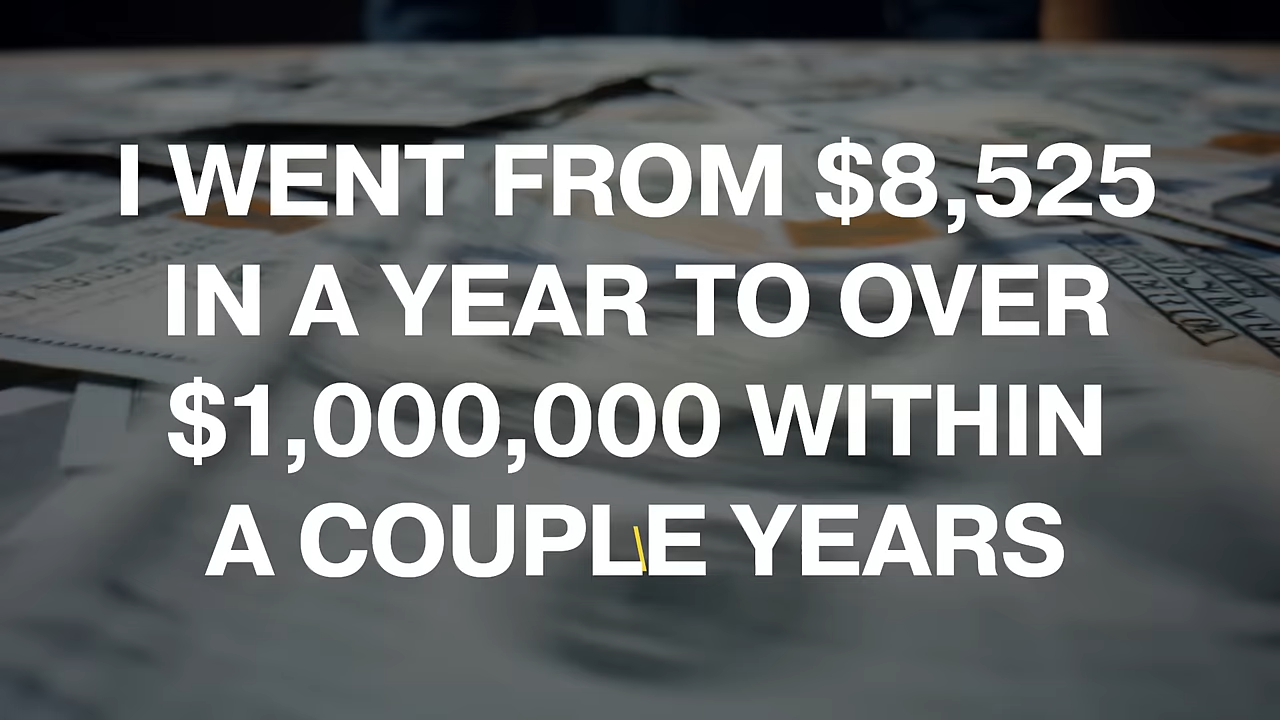 I WENT FROM $8,525
IN A YEAR TO OVER
$1,000,000 WITHIN
A COUPLE YEARS